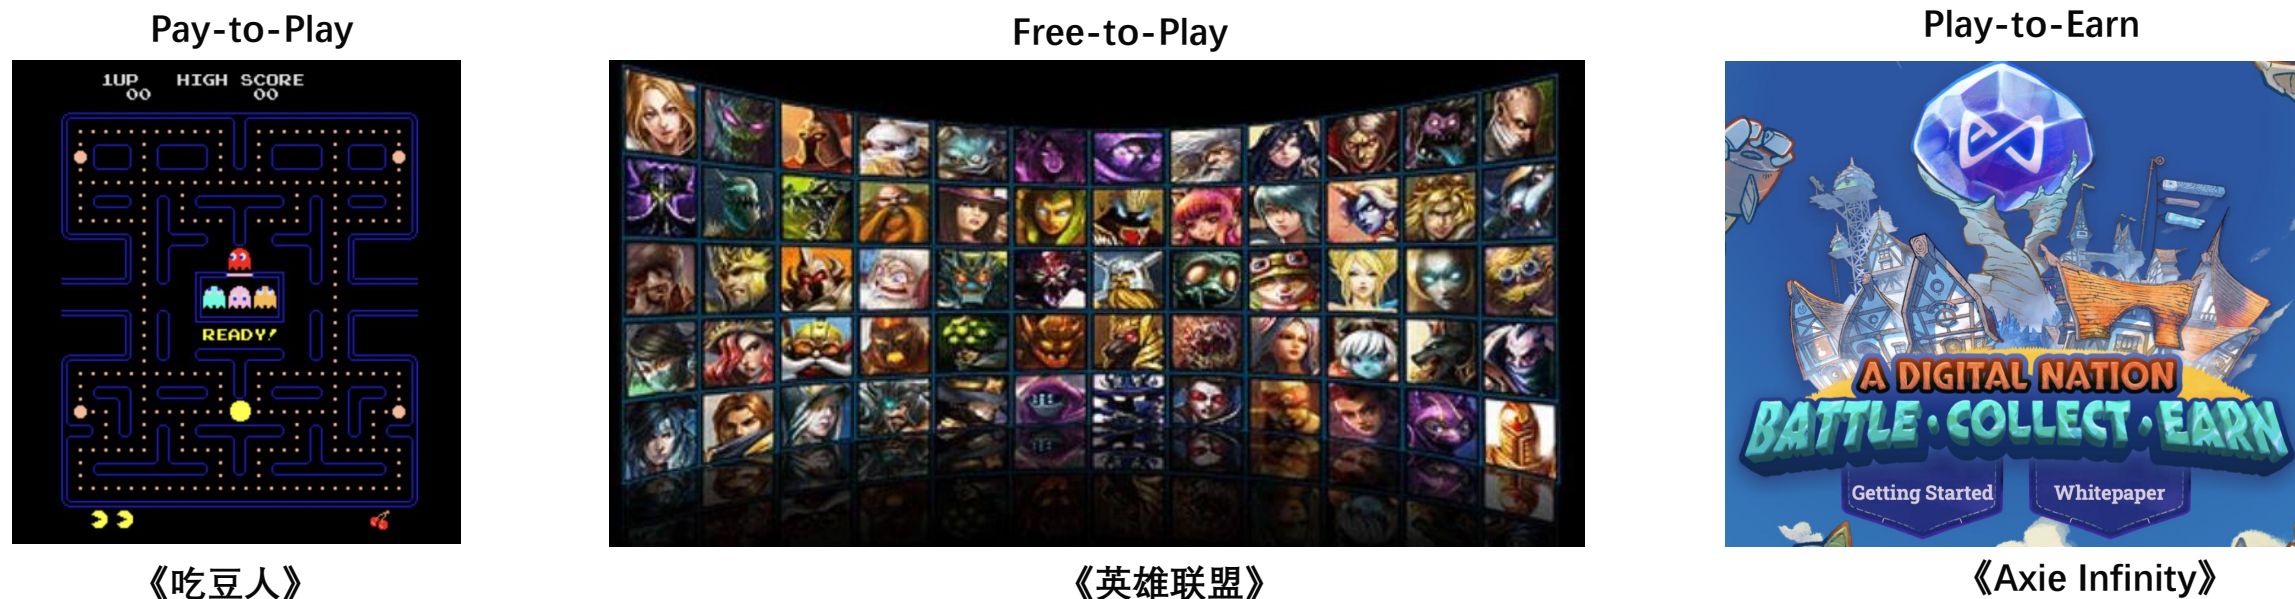 Pay-to-Play
Free-to-Play
Play-to-Earn
1UP HIGH SCORE
00 00
READY!
A DIGITAL NATION
BATTLE · COLLECT · EARN
Getting Started
Whitepaper
《吃豆人》
《英雄联盟》
《Axie Infinity》